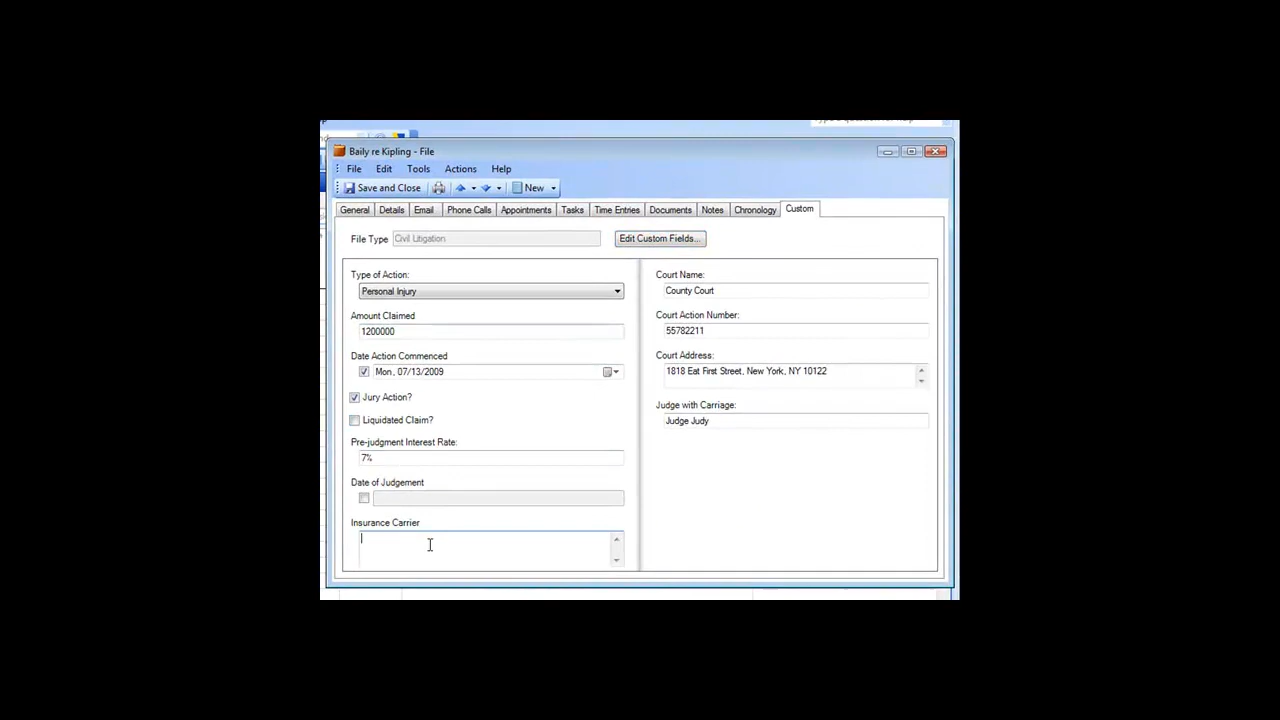 Baily re Kipling - File
File Edit Tools Actions Help
Save and Close New
General Details Email Phone Calls Appointments Tasks Time Entries Documents Notes Chronology Custom
File Type Civil Litigation Edit Custom Fields...
Type of Action:
Personal Injury
Amount Claimed
1200000
Date Action Commenced
Mon, 07/13/2009
Jury Action?
Liquidated Claim?
Pre-judgment Interest Rate:
7%
Date of Judgement
Insurance Carrier
Court Name:
County Court
Court Action Number:
55782211
Court Address:
1818 Eat First Street, New York, NY 10122
Judge with Carriage:
Judge Judy